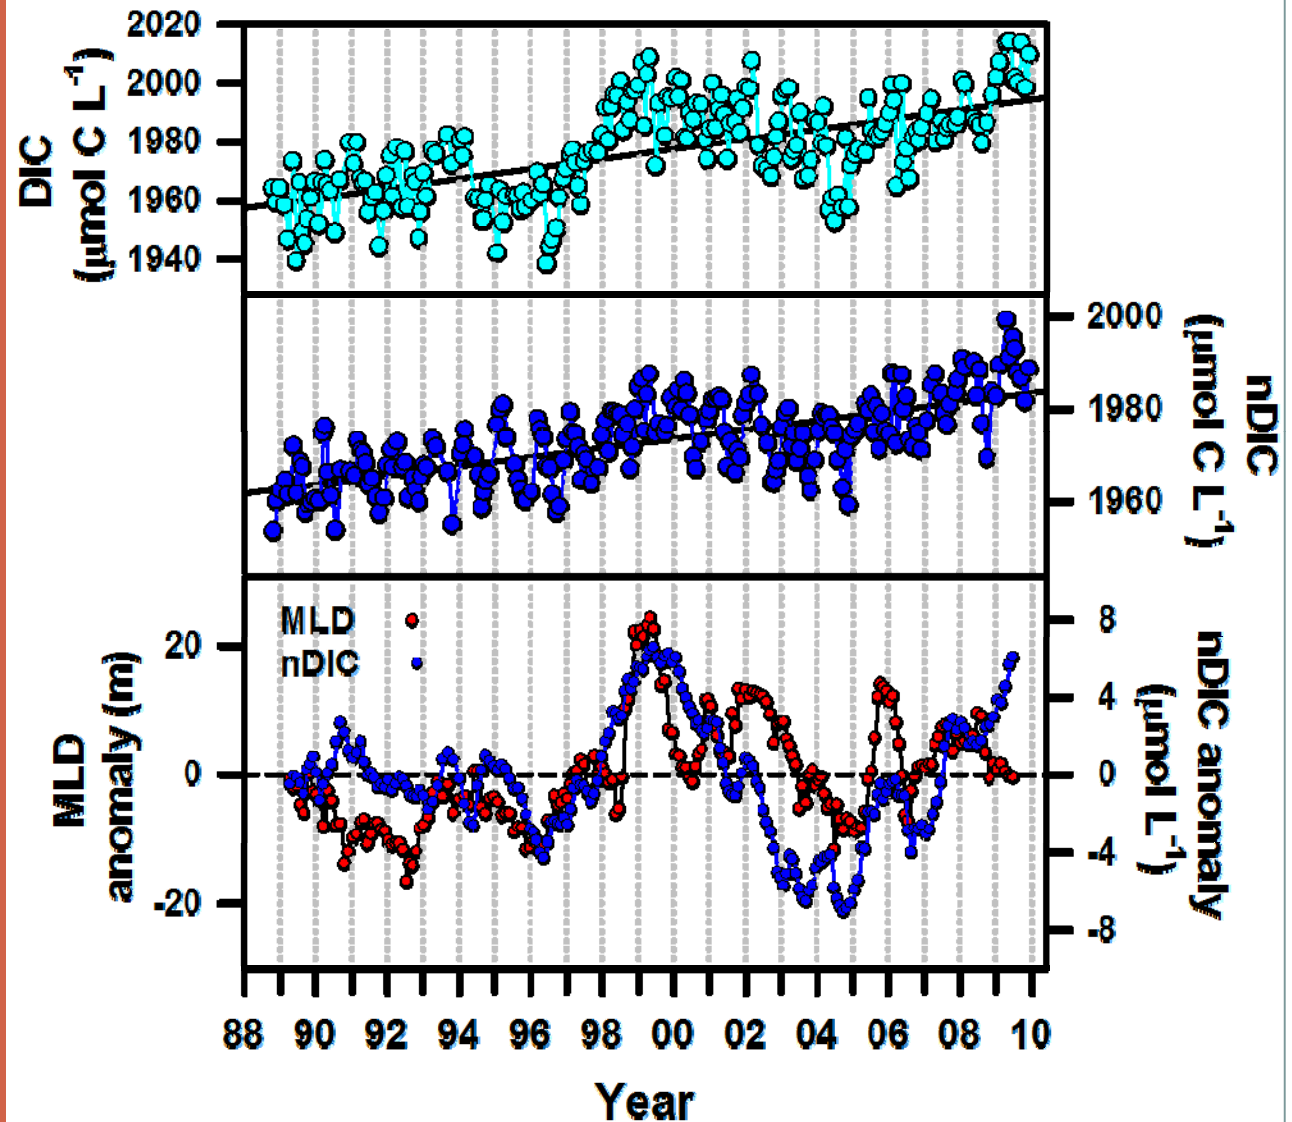 DIC
(µmol C L-1)
2020
2000
1980
1960
1940
2000
1980
1960
nDIC
(µmol C L-1)
MLD
nDIC
MLD
anomaly (m)
20
0
-20
8
4
0
-4
-8
nDIC anomaly
(µmol L-1)
88 90 92 94 96 98 00 02 04 06 08 10
Year